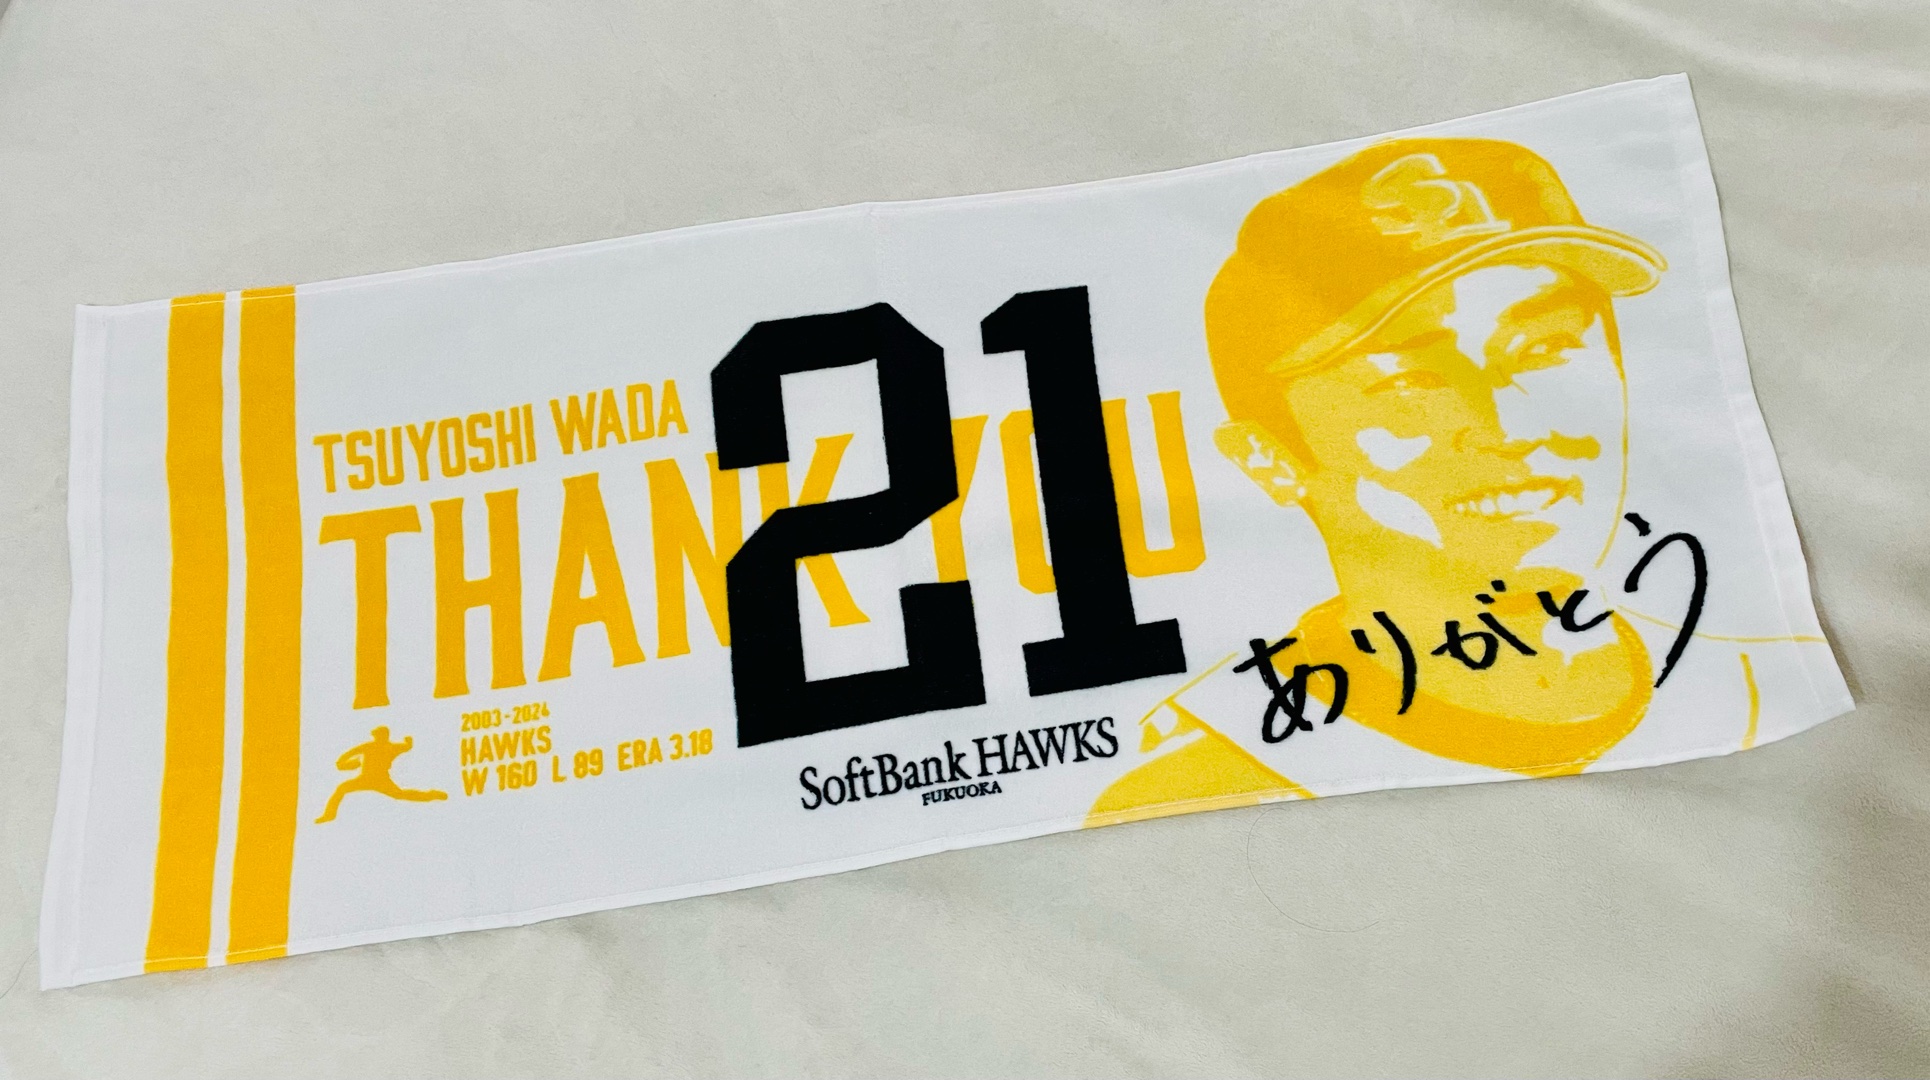 TSUYOSHI WADA
THANK YOU
21
2003-2024
HAWKS
W 160 L 89 ERA 3.18
SoftBank HAWKS
FUKUOKA
ありがとう